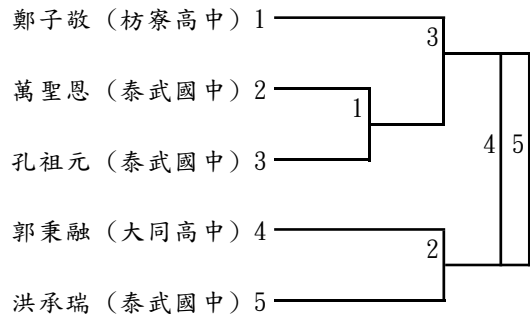 鄭子敬（枋寮高中）1
3
萬聖恩（泰武國中）2
1
孔祖元（泰武國中）3
4 5
郭秉融（大同高中）4
2
洪承瑞（泰武國中）5